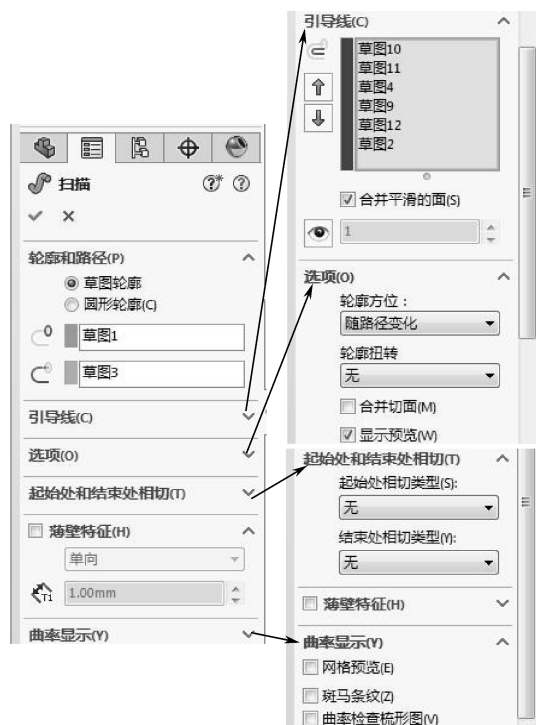 扫描
轮廓和路径(P)
草图轮廓
圆形轮廓(C)
草图1
草图3
引导线(C)
选项(O)
起始处和结束处相切(T)
薄壁特征(H)
单向
T1
1.00mm
曲率显示(Y)
引导线(C)
草图10
草图11
草图4
草图9
草图12
草图2
合并平滑的面(S)
1
选项(O)
轮廓方位：
随路径变化
轮廓扭转
无
合并切面(M)
显示预览(W)
起始处和结束处相切(T)
起始处相切类型(S):
无
结束处相切类型(Y):
无
薄壁特征(H)
曲率显示(Y)
网格预览(E)
斑马条纹(Z)
曲率检查梳形图(V)